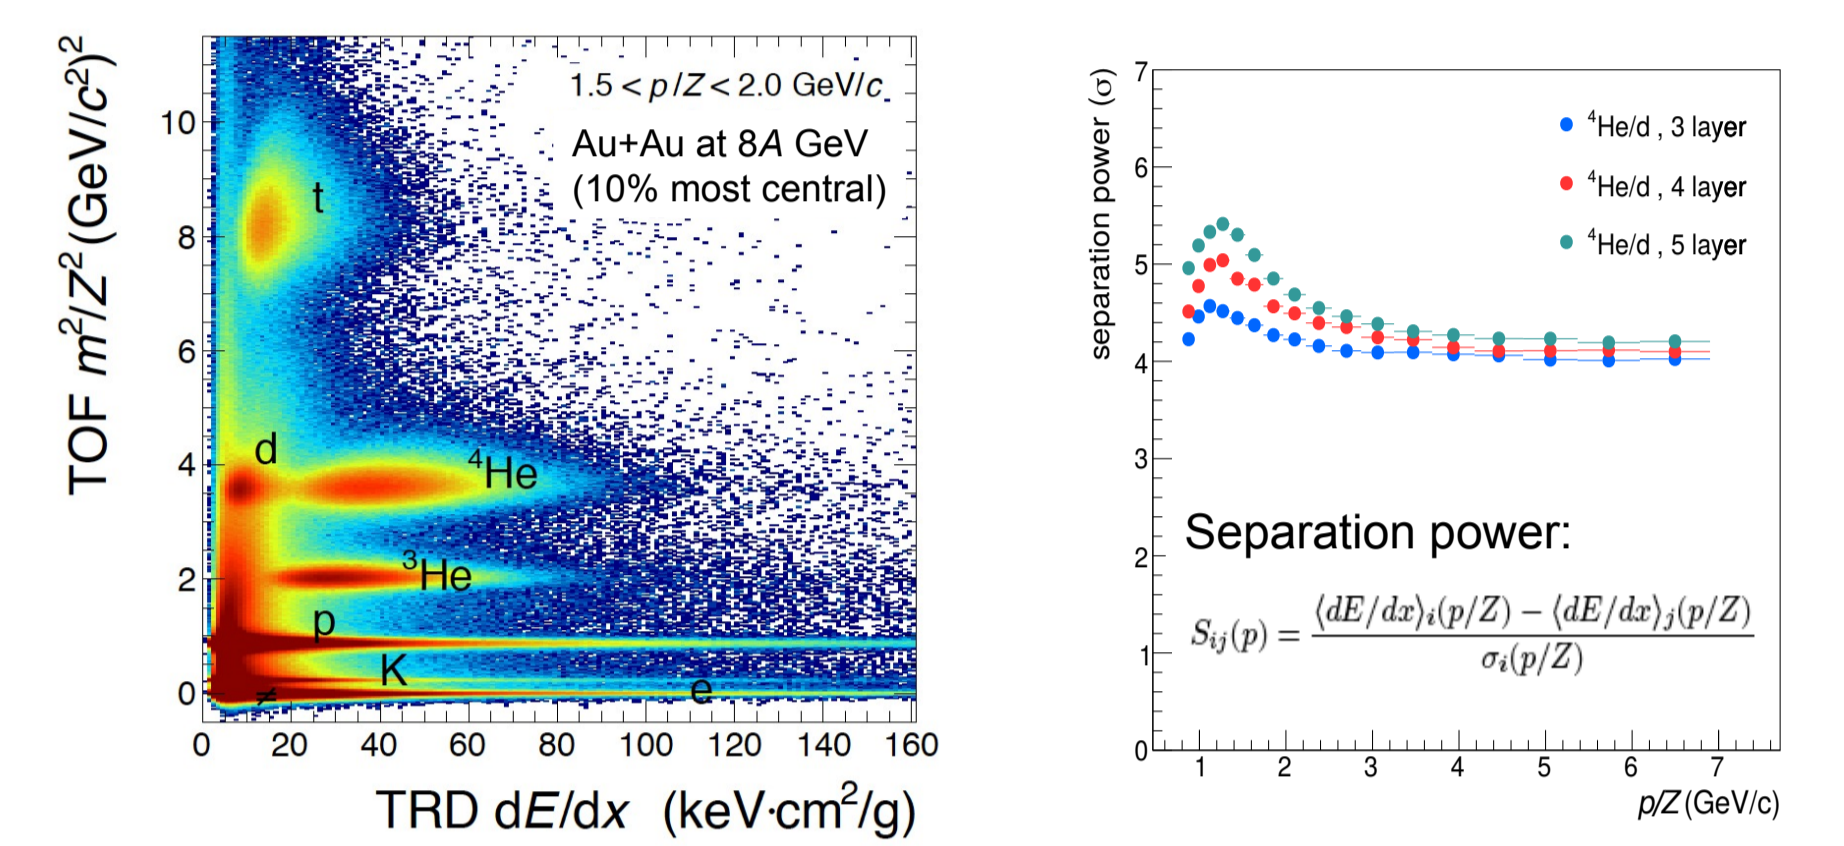 TOF m²/Z² (GeV/c²)²
10
8
6
4
2
0
1.5 < p/Z < 2.0 GeV/c
Au+Au at 8A GeV
(10% most central)
t
d
⁴He
³He
p
K
≠
e
0 20 40 60 80 100 120 140 160
TRD dE/dx (keV·cm²/g)
separation power (σ)
7
6
5
4
3
2
1
0
⁴He/d , 3 layer
⁴He/d , 4 layer
⁴He/d , 5 layer
Separation power:
S_ij(p) = (⟨dE/dx⟩_i(p/Z) − ⟨dE/dx⟩_j(p/Z)) / σ_i(p/Z)
1 2 3 4 5 6 7
p/Z (GeV/c)